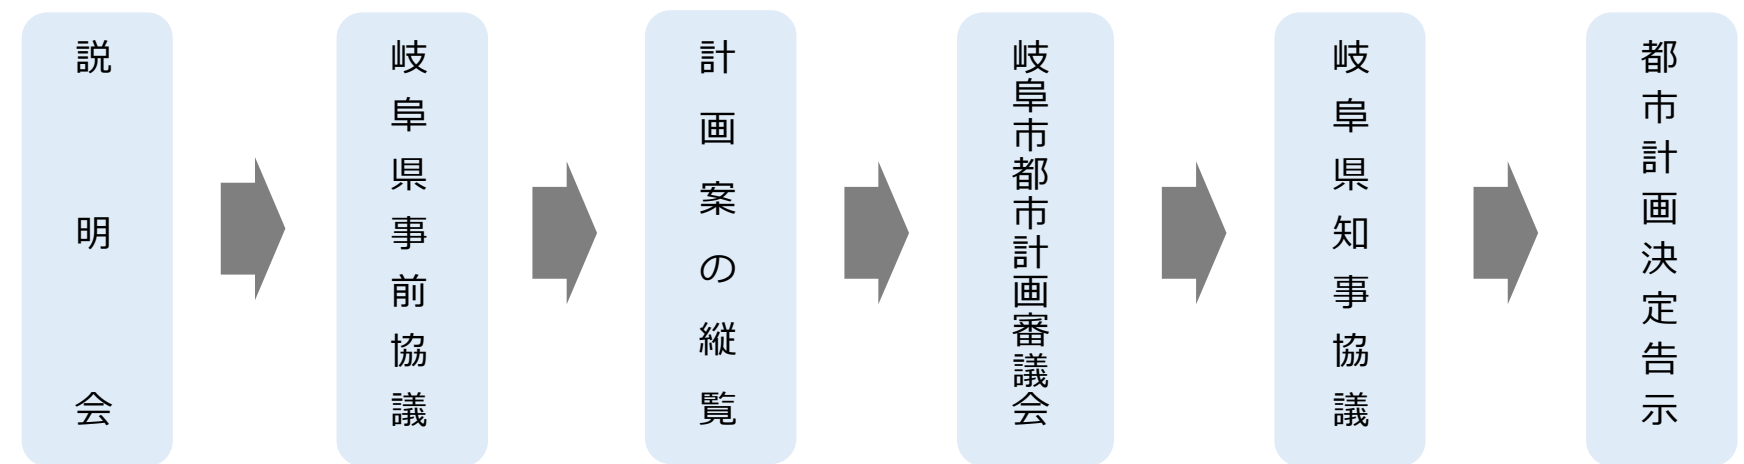 説明会
岐阜県事前協議
計画案の縦覧
岐阜市都市計画審議会
岐阜県知事協議
都市計画決定告示